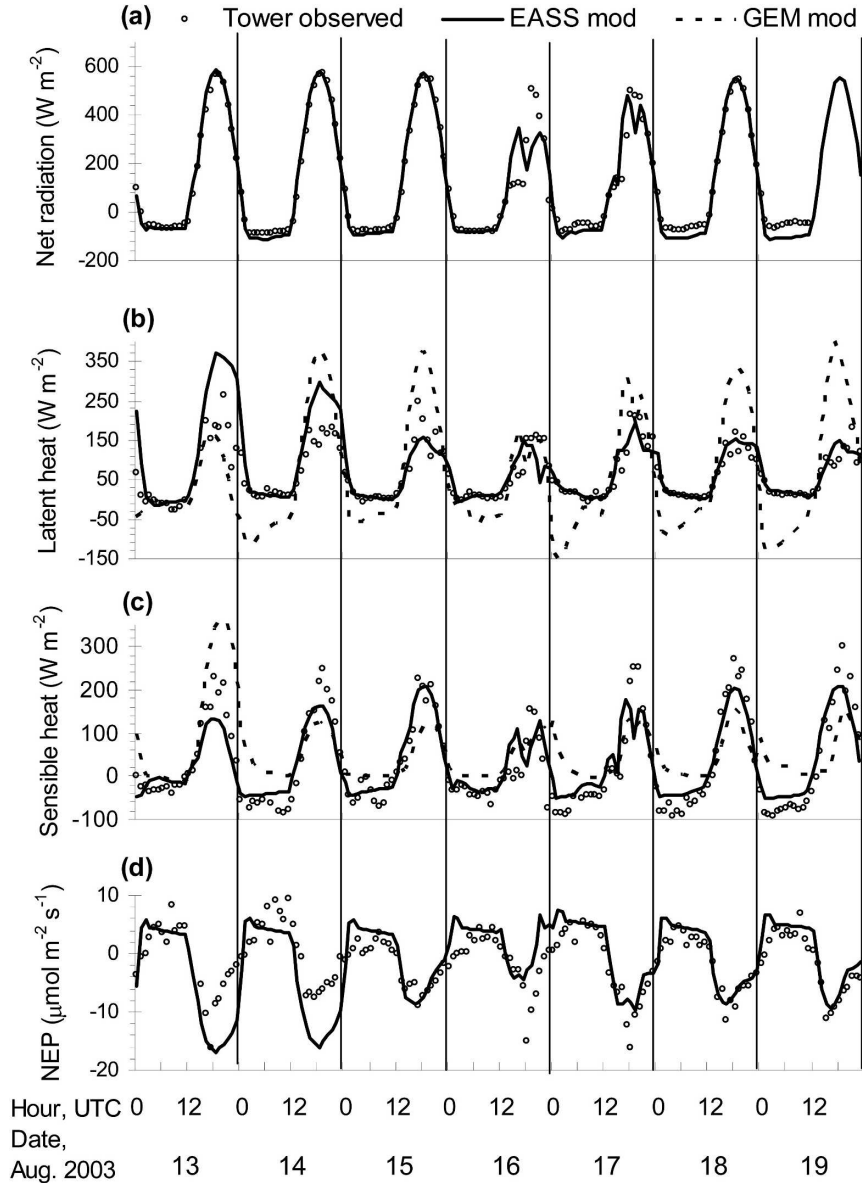 (a) Tower observed EASS mod GEM mod
Net radiation (W m⁻²)
600
400
200
0
-200
(b)
Latent heat (W m⁻²)
350
250
150
50
-50
-150
(c)
Sensible heat (W m⁻²)
300
200
100
0
-100
(d)
NEP (μmol m⁻² s⁻¹)
10
0
-10
-20
Hour, UTC 0 12 0 12 0 12 0 12 0 12 0 12 0 12
Date,
Aug. 2003 13 14 15 16 17 18 19